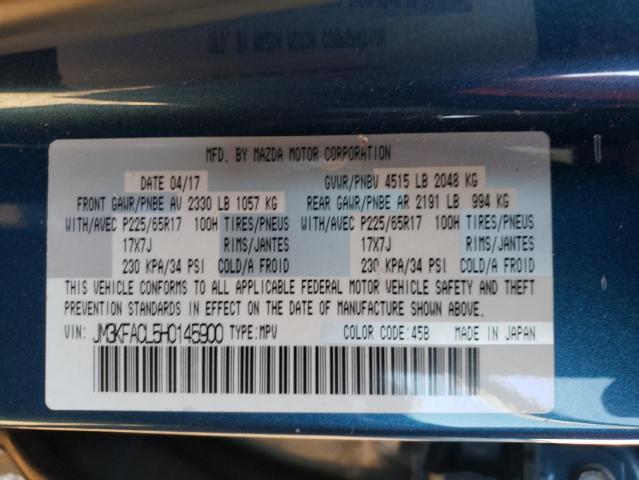 MFD. BY MAZDA MOTOR CORPORATION
DATE 04/17 GVWR/PNBV 4515 LB 2048 KG
FRONT GAWR/PNBE AV 2330 LB 1057 KG REAR GAWR/PNBE AR 2191 LB 994 KG
WITH/AVEC P225/65R17 100H TIRES/PNEUS WITH/AVEC P225/65R17 100H TIRES/PNEUS
17X7J RIMS/JANTES 17X7J RIMS/JANTES
230 KPA/34 PSI COLD/A FROID 230 KPA/34 PSI COLD/A FROID
THIS VEHICLE CONFORMS TO ALL APPLICABLE FEDERAL MOTOR VEHICLE SAFETY AND THEFT
PREVENTION STANDARDS IN EFFECT ON THE DATE OF MANUFACTURE SHOWN ABOVE.
VIN: JM3KFACL5H0145900 TYPE: MPV COLOR CODE: 45B MADE IN JAPAN